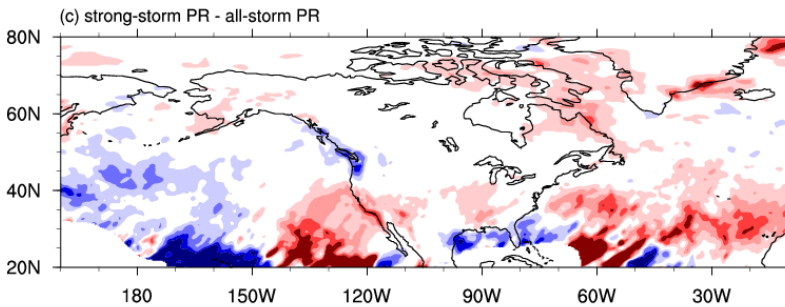 (c) strong-storm PR - all-storm PR
80N
60N
40N
20N
180 150W 120W 90W 60W 30W